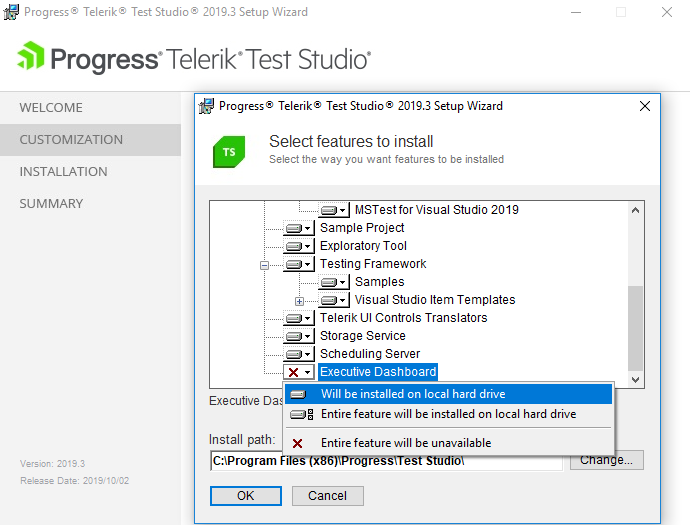 Progress® Telerik® Test Studio® 2019.3 Setup Wizard
Progress® Telerik® Test Studio®
WELCOME
CUSTOMIZATION
INSTALLATION
SUMMARY
Version: 2019.3
Release Date: 2019/10/02
Progress® Telerik® Test Studio® 2019.3 Setup Wizard
TS
Select features to install
Select the way you want features to be installed
MSTest for Visual Studio 2019
Sample Project
Exploratory Tool
Testing Framework
Samples
Visual Studio Item Templates
Telerik UI Controls Translators
Storage Service
Scheduling Server
Executive Dashboard
Will be installed on local hard drive
Executive Das
Entire feature will be installed on local hard drive
Entire feature will be unavailable
Install path:
C:\Program Files (x86)\Progress\Test Studio\
Change...
OK
Cancel